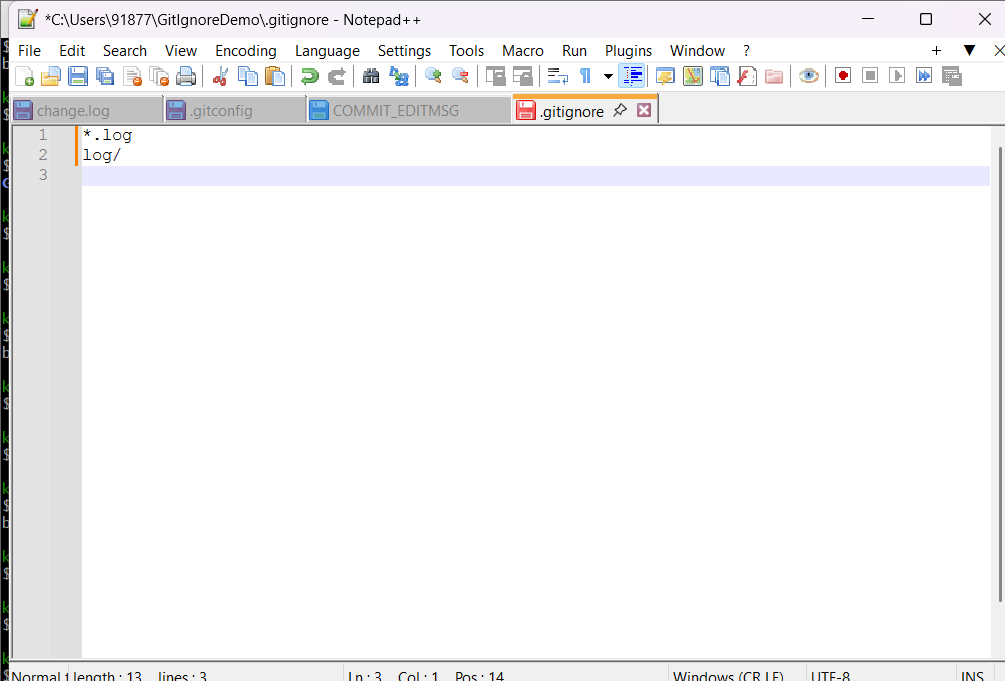 *C:\Users\91877\GitIgnoreDemo\.gitignore - Notepad++
File Edit Search View Encoding Language Settings Tools Macro Run Plugins Window ?
change.log .gitconfig COMMIT_EDITMSG .gitignore
1 *.log
2 log/
3
Normal length : 13 lines : 3 Ln : 3 Col : 1 Pos : 14 Windows (CR LF) UTF-8 INS